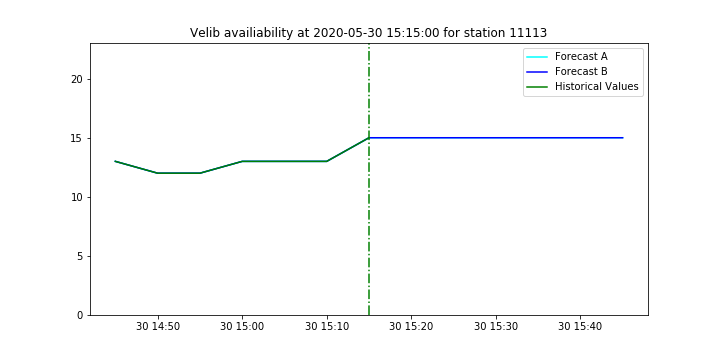 Velib availiability at 2020-05-30 15:15:00 for station 11113
Forecast A
Forecast B
Historical Values
20
15
10
5
0
30 14:50 30 15:00 30 15:10 30 15:20 30 15:30 30 15:40